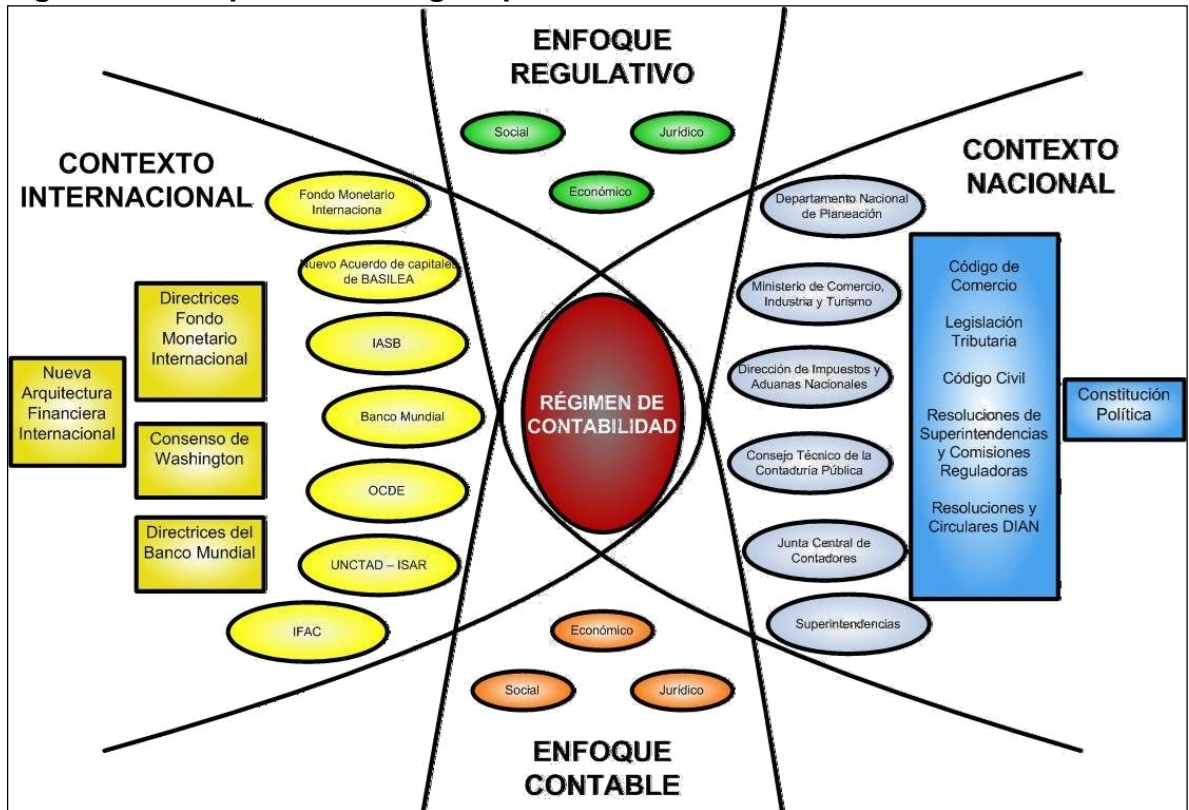 ENFOQUE
REGULATIVO
Social
Jurídico
Económico
CONTEXTO
INTERNACIONAL
Fondo Monetario
Internaciona
Nuevo Acuerdo de capitales
de BASILEA
IASB
Banco Mundial
OCDE
UNCTAD – ISAR
IFAC
Directrices
Fondo
Monetario
Internacional
Consenso de
Washington
Directrices del
Banco Mundial
Nueva
Arquitectura
Financiera
Internacional
RÉGIMEN DE
CONTABILIDAD
CONTEXTO
NACIONAL
Departamento Nacional
de Planeación
Ministerio de Comercio,
Industria y Turismo
Dirección de Impuestos y
Aduanas Nacionales
Consejo Técnico de la
Contaduría Pública
Junta Central de
Contadores
Superintendencias
Código de
Comercio
Legislación
Tributaria
Código Civil
Resoluciones de
Superintendencias
y Comisiones
Reguladoras
Resoluciones y
Circulares DIAN
Constitución
Política
Económico
Social
Jurídico
ENFOQUE
CONTABLE